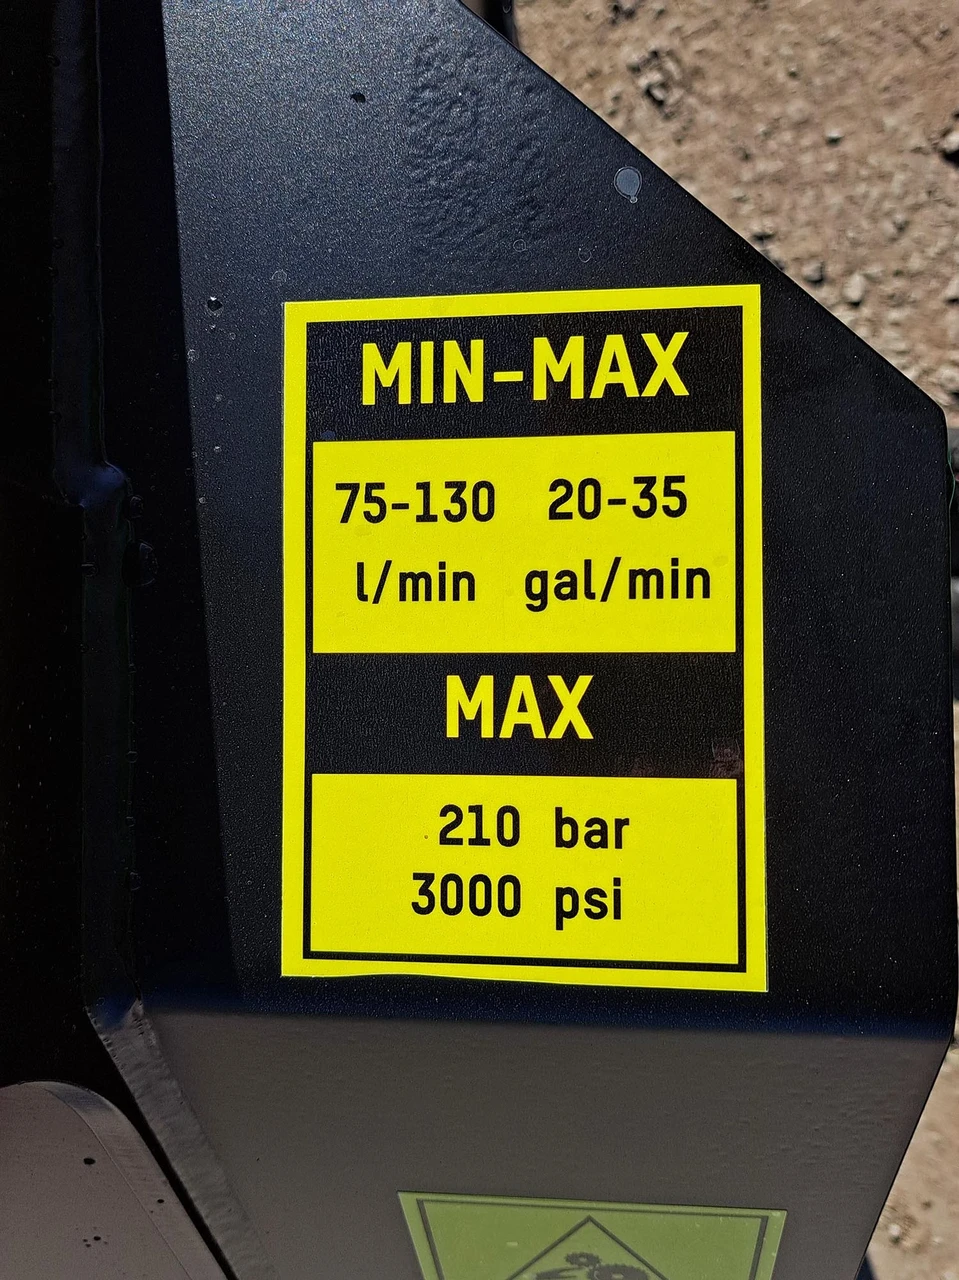 MIN-MAX
75-130 20-35
l/min gal/min
MAX
210 bar
3000 psi